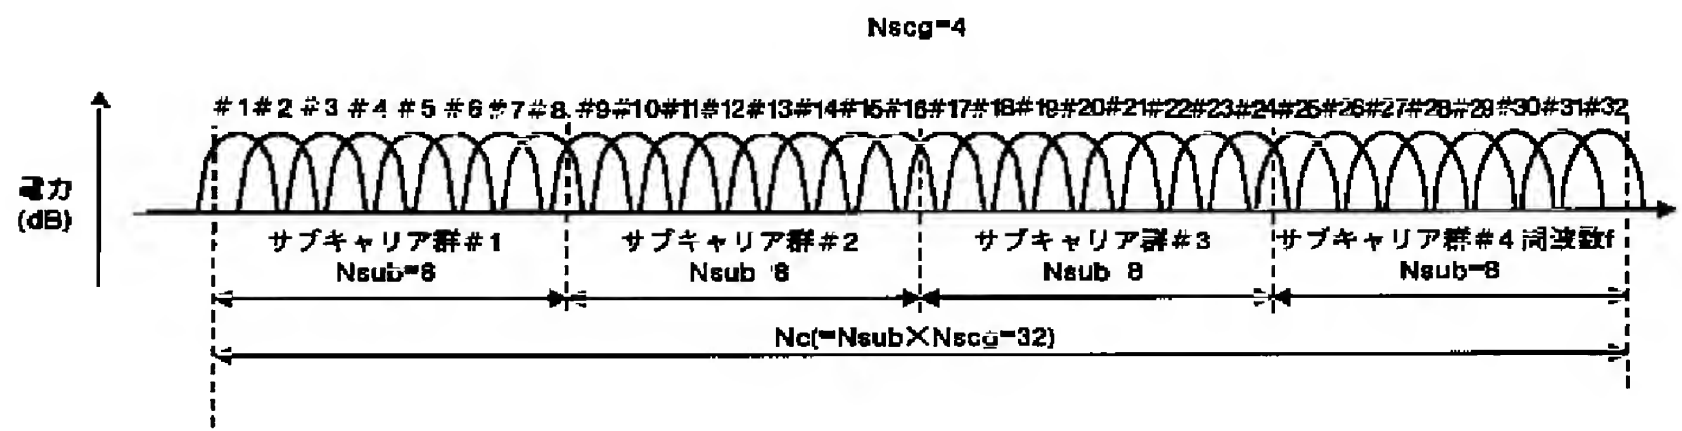 Nscg=4
#1#2#3#4#5#6#7#8#9#10#11#12#13#14#15#16#17#18#19#20#21#22#23#24#25#26#27#28#29#30#31#32
電力
(dB)
サブキャリア群#1 サブキャリア群#2 サブキャリア群#3 サブキャリア群#4 周波数f
Nsub=8 Nsub 8 Nsub 8 Nsub=8
Nc(=Nsub×Nscg=32)